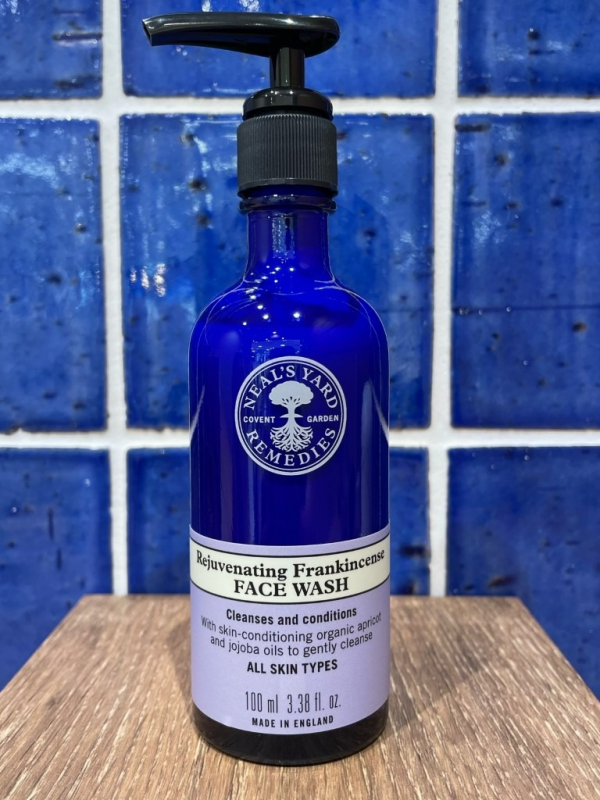 NEAL'S YARD
COVENT GARDEN
REMEDIES
Rejuvenating Frankincense
FACE WASH
Cleanses and conditions
With skin-conditioning organic apricot
and jojoba oils to gently cleanse
ALL SKIN TYPES
100 ml 3.38 fl. oz.
MADE IN ENGLAND